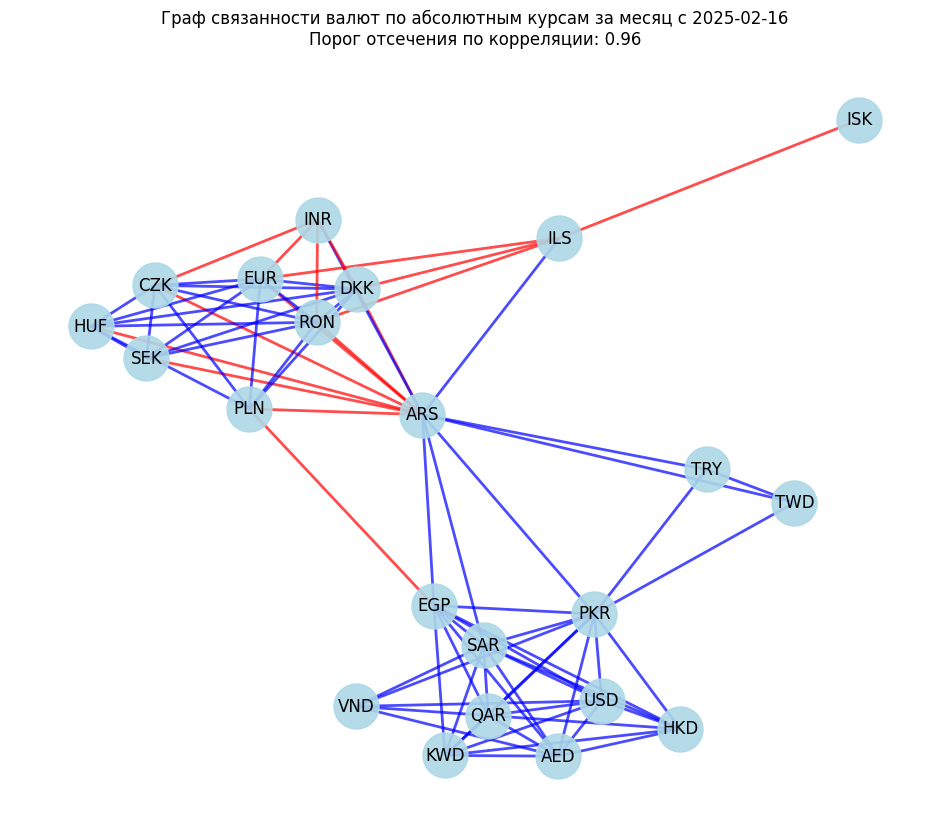 Граф связанности валют по абсолютным курсам за месяц с 2025-02-16
Порог отсечения по корреляции: 0.96
ISK
INR
ILS
EUR
CZK
DKK
RON
HUF
SEK
PLN
ARS
TRY
TWD
EGP
PKR
SAR
USD
VND
QAR
HKD
KWD
AED